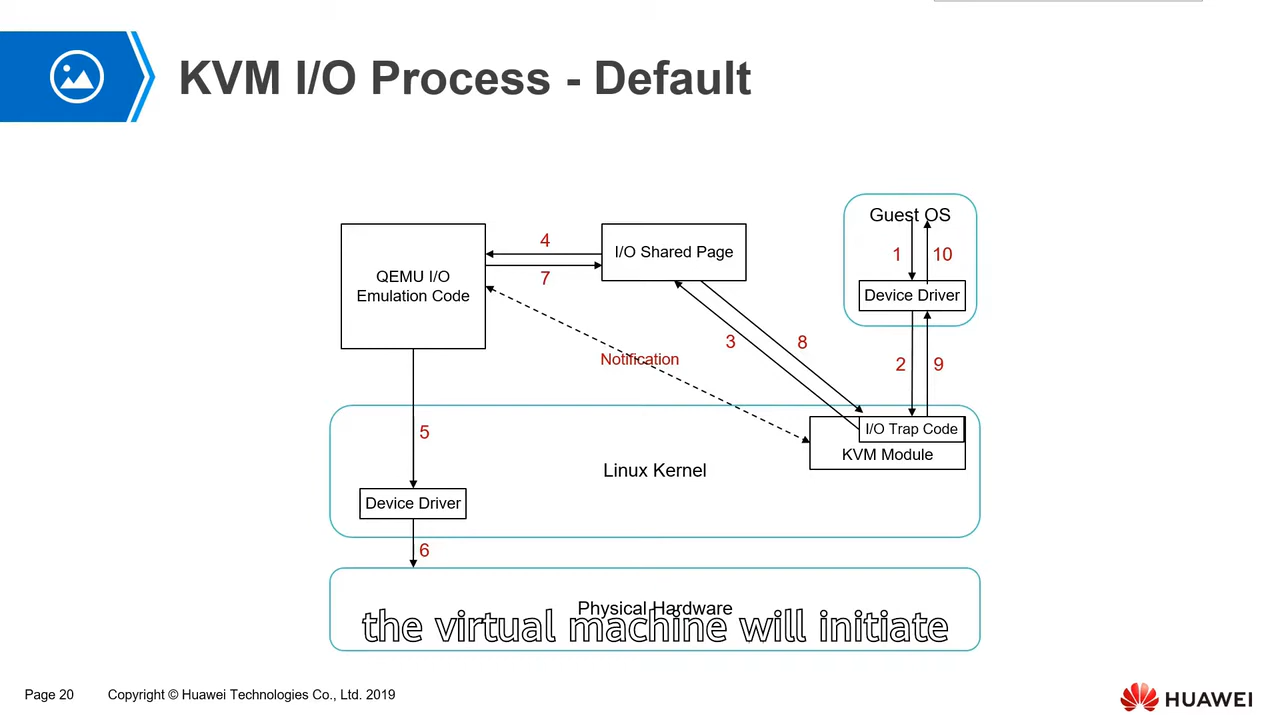 KVM I/O Process - Default
Guest OS
4
I/O Shared Page
1
10
QEMU I/O
Emulation Code
7
Device Driver
3
8
Notification
2
9
5
I/O Trap Code
KVM Module
Linux Kernel
Device Driver
6
Physical Hardware
the virtual machine will initiate
Page 20
Copyright © Huawei Technologies Co., Ltd. 2019
HUAWEI